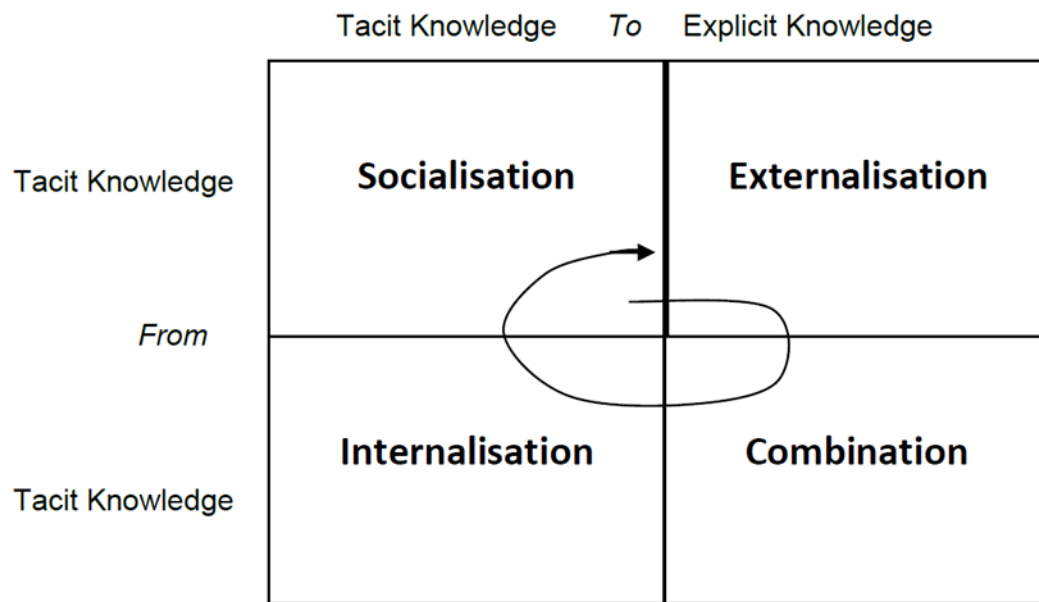 Tacit Knowledge To Explicit Knowledge
Tacit Knowledge
Socialisation
Externalisation
From
Internalisation
Combination
Tacit Knowledge